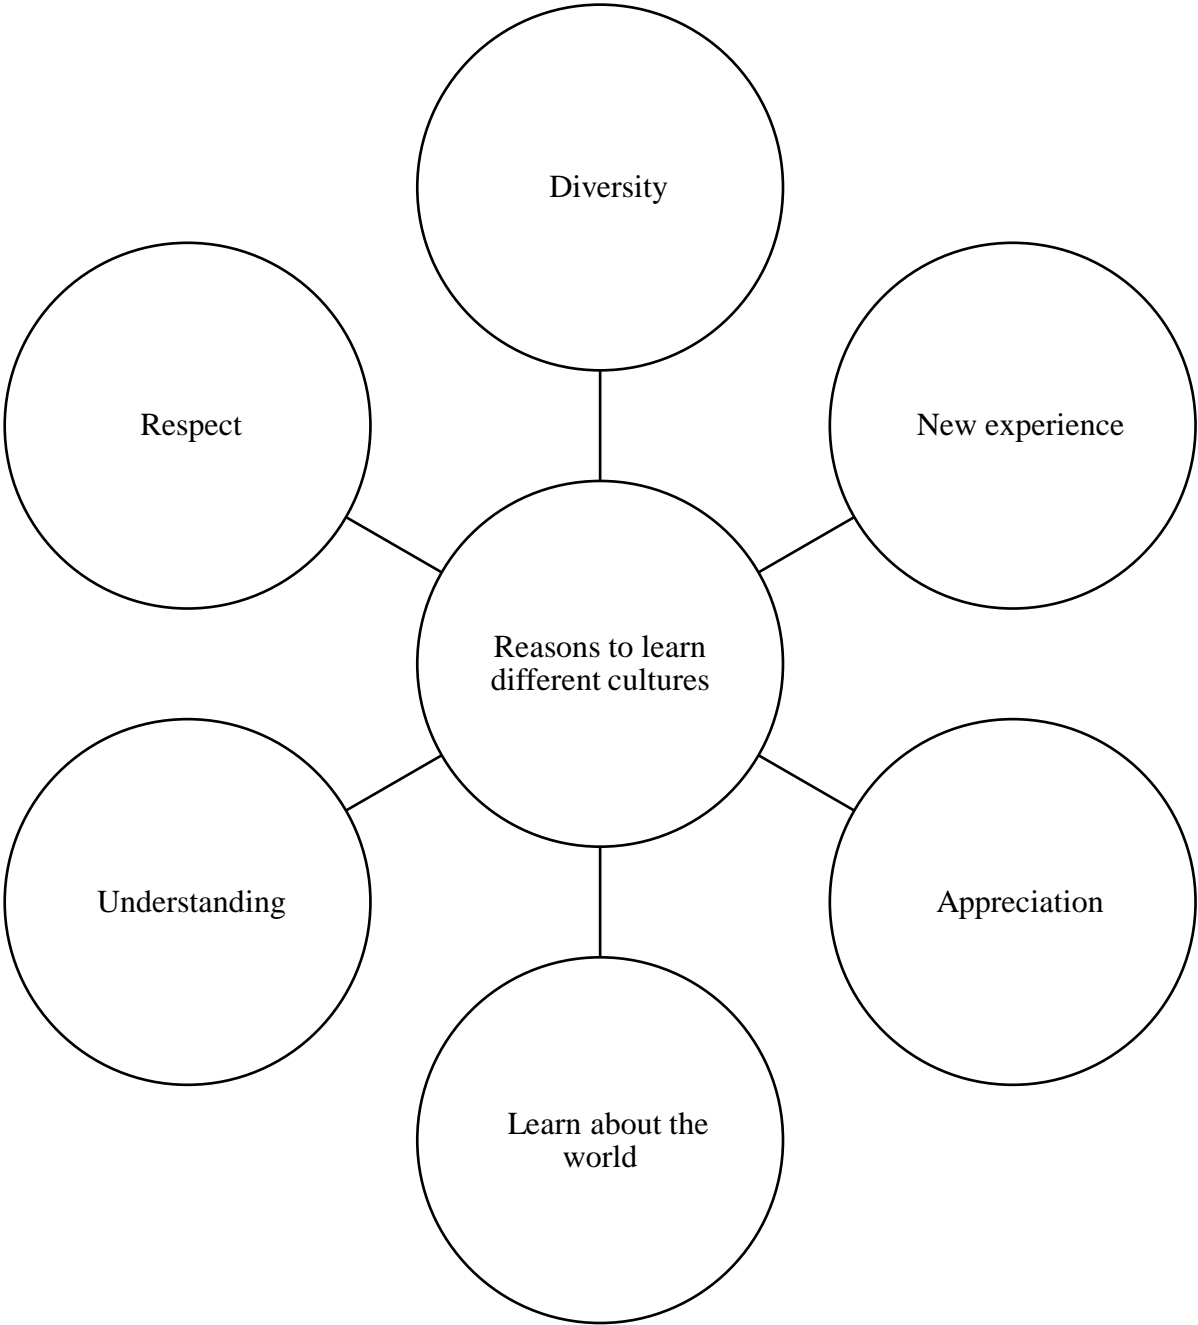 Diversity
Respect
New experience
Reasons to learn
different cultures
Understanding
Appreciation
Learn about the
world